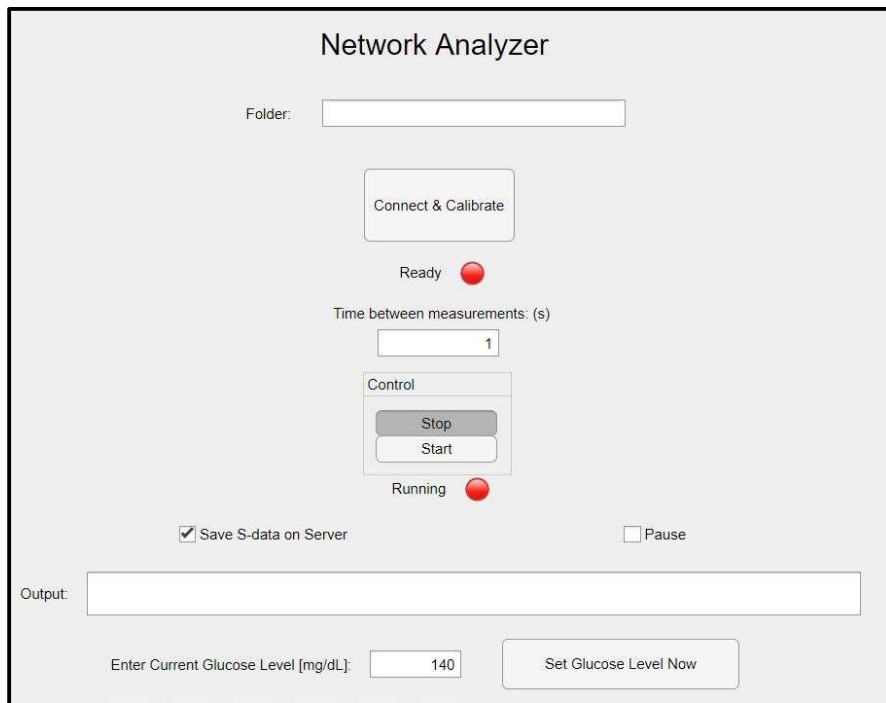 Network Analyzer
Folder:
Connect & Calibrate
Ready
Time between measurements: (s)
1
Control
Stop
Start
Running
Save S-data on Server
Pause
Output:
Enter Current Glucose Level [mg/dL]: 140 Set Glucose Level Now